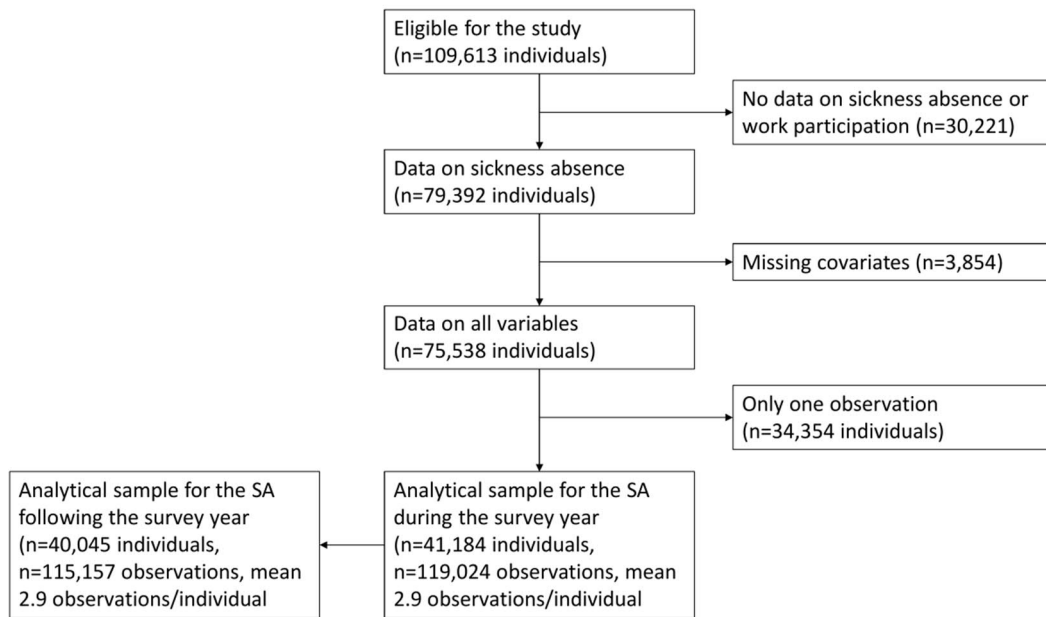 Eligible for the study
(n=109,613 individuals)
No data on sickness absence or
work participation (n=30,221)
Data on sickness absence
(n=79,392 individuals)
Missing covariates (n=3,854)
Data on all variables
(n=75,538 individuals)
Only one observation
(n=34,354 individuals)
Analytical sample for the SA
following the survey year
(n=40,045 individuals,
n=115,157 observations, mean
2.9 observations/individual
Analytical sample for the SA
during the survey year
(n=41,184 individuals,
n=119,024 observations, mean
2.9 observations/individual